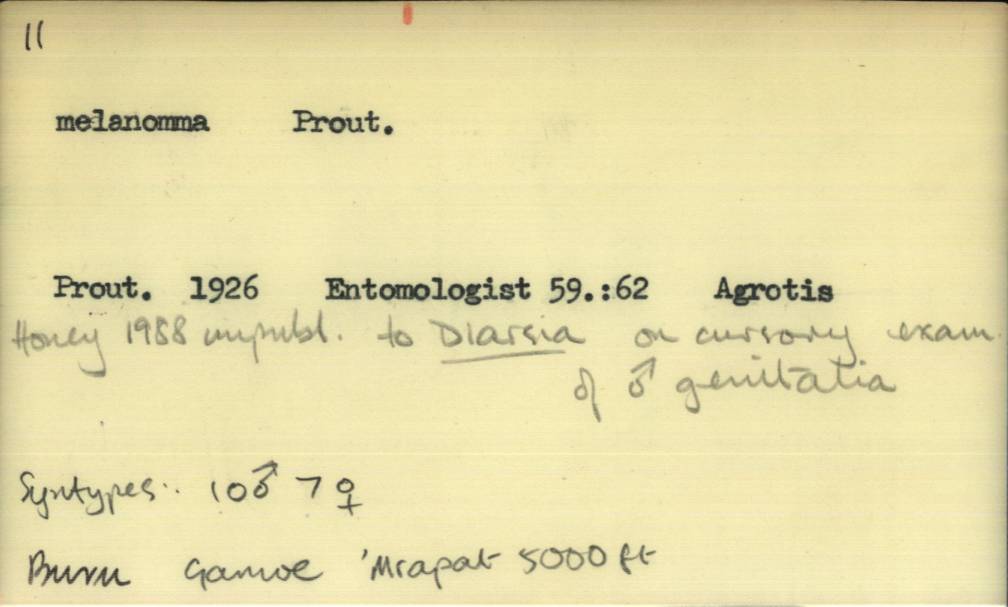 11
melanomma Prout.
Prout. 1926 Entomologist 59.:62 Agrotis
Honey 1988 unpubl. to Diarsia on cursory exam.
of ♂ genitalia
Syntypes. 10♂ 7♀
Buru Gamoe 'Mrapat 5000 ft